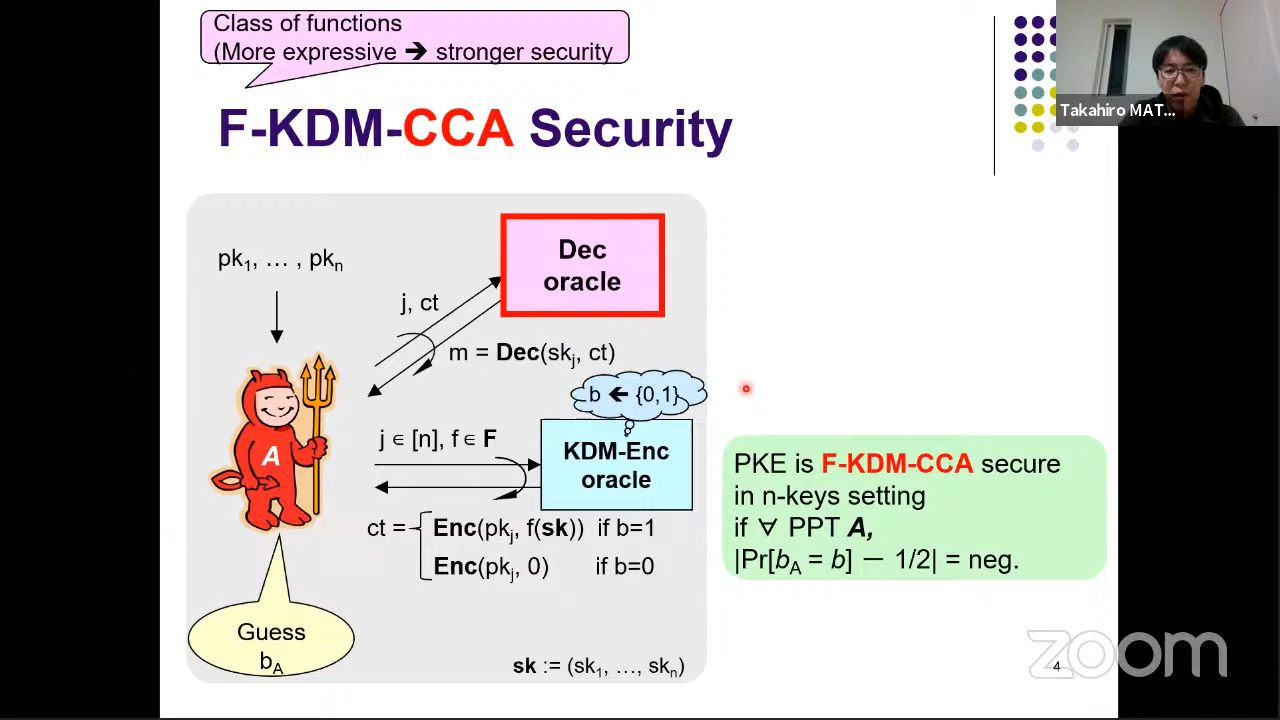 Class of functions
(More expressive ➔ stronger security
F-KDM-CCA Security
Takahiro MAT...
pk1, … , pkn
Dec
oracle
j, ct
m = Dec(skj, ct)
b 🡸 {0,1}
j ∈ [n], f ∈ F
KDM-Enc
oracle
A
ct =
Enc(pkj, f(sk)) if b=1
Enc(pkj, 0) if b=0
PKE is F-KDM-CCA secure
in n-keys setting
if ∀ PPT A,
|Pr[bA = b] － 1/2| = neg.
Guess
bA
sk := (sk1, …, skn)
4
zoom